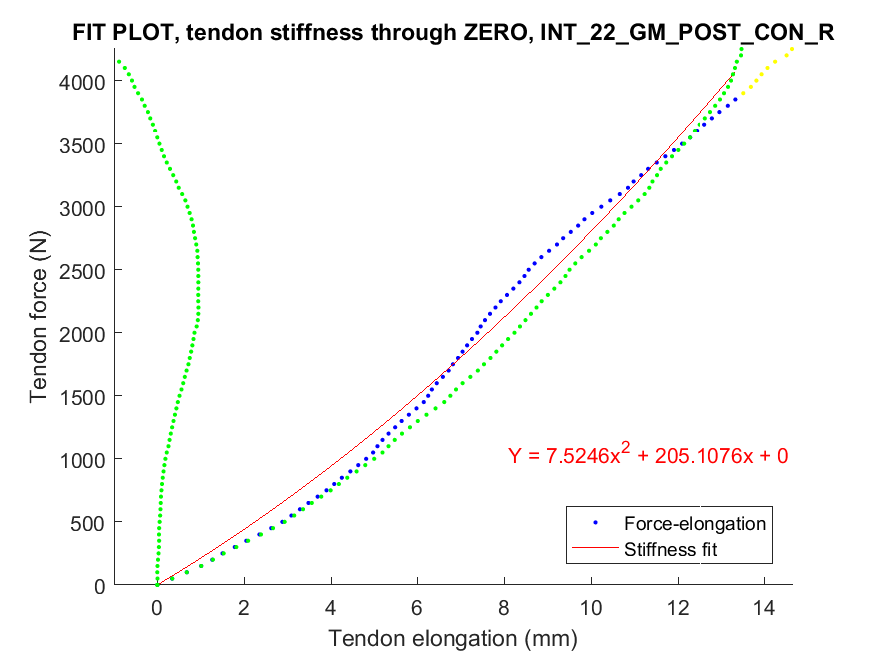 FIT PLOT, tendon stiffness through ZERO, INT_22_GM_POST_CON_R
4000
3500
3000
2500
2000
1500
1000
500
0
Tendon force (N)
Y = 7.5246x² + 205.1076x + 0
Force-elongation
Stiffness fit
0 2 4 6 8 10 12 14
Tendon elongation (mm)